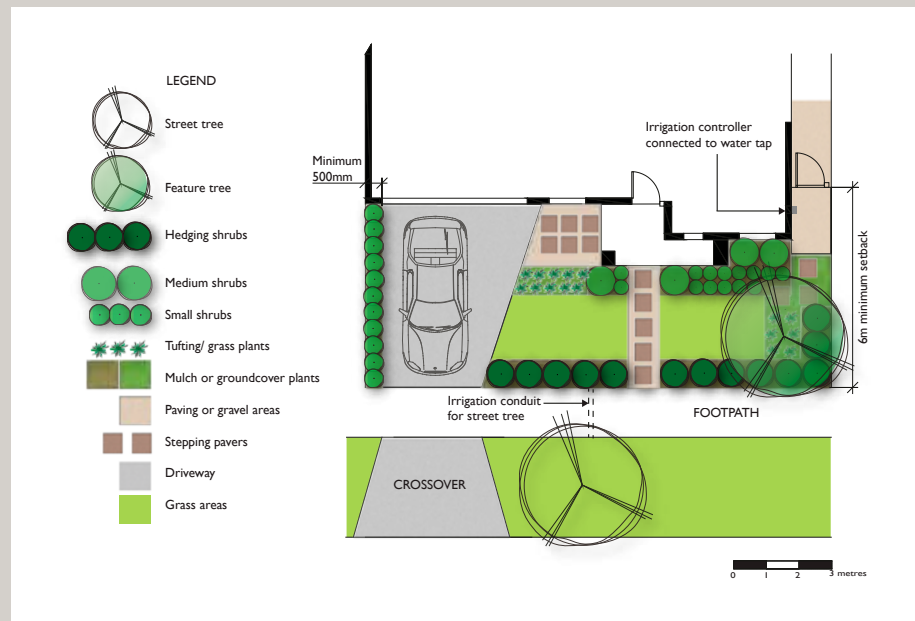 LEGEND
Street tree
Feature tree
Hedging shrubs
Medium shrubs
Small shrubs
Tufting/ grass plants
Mulch or groundcover plants
Paving or gravel areas
Stepping pavers
Driveway
Grass areas
Minimum
500mm
Irrigation controller
connected to water tap
6m minimum setback
Irrigation conduit
for street tree
FOOTPATH
CROSSOVER
0 1 2 3 metres